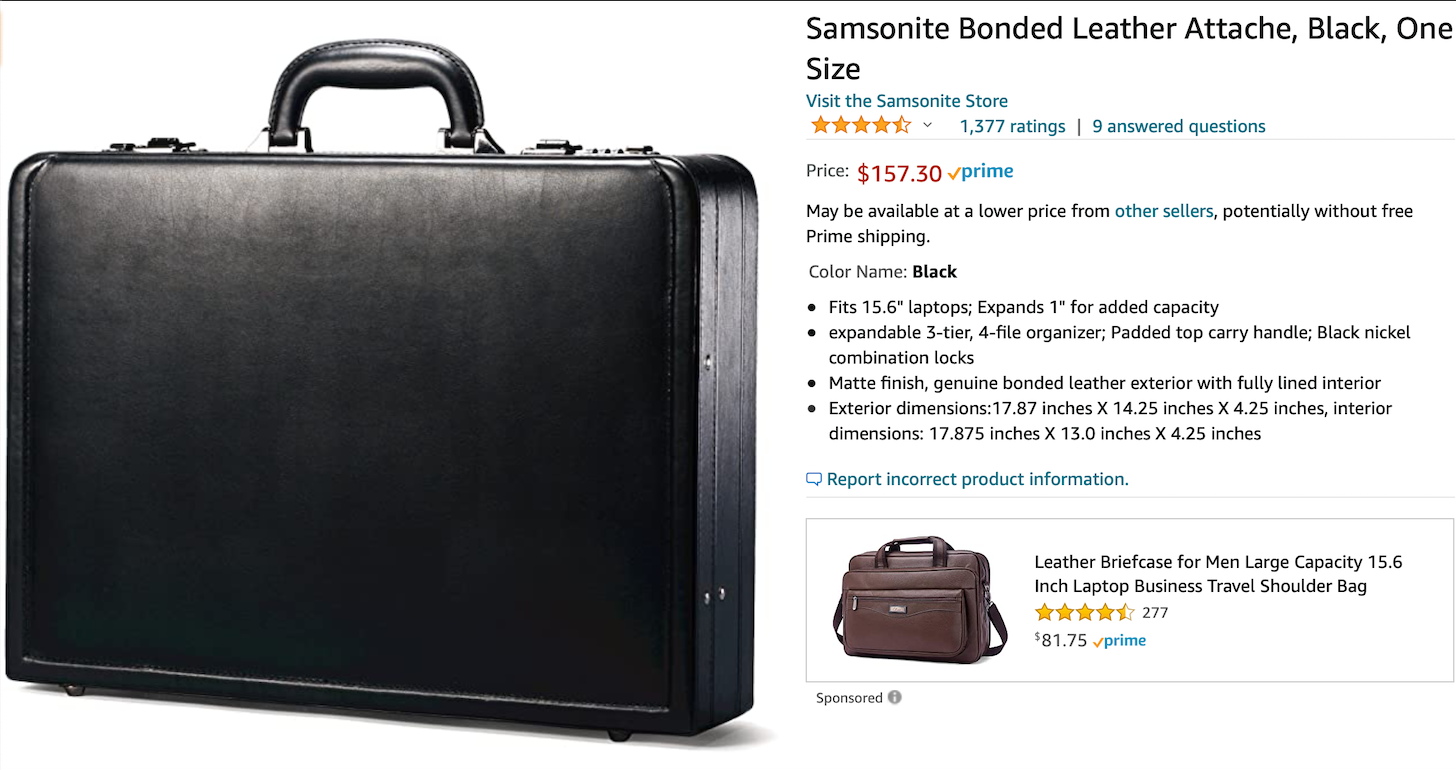 Samsonite Bonded Leather Attache, Black, One
Size
Visit the Samsonite Store
1,377 ratings | 9 answered questions
Price: $157.30 prime
May be available at a lower price from other sellers, potentially without free
Prime shipping.
Color Name: Black
• Fits 15.6" laptops; Expands 1" for added capacity
• expandable 3-tier, 4-file organizer; Padded top carry handle; Black nickel
combination locks
• Matte finish, genuine bonded leather exterior with fully lined interior
• Exterior dimensions:17.87 inches X 14.25 inches X 4.25 inches, interior
dimensions: 17.875 inches X 13.0 inches X 4.25 inches
Report incorrect product information.
Leather Briefcase for Men Large Capacity 15.6
Inch Laptop Business Travel Shoulder Bag
277
$81.75 prime
Sponsored